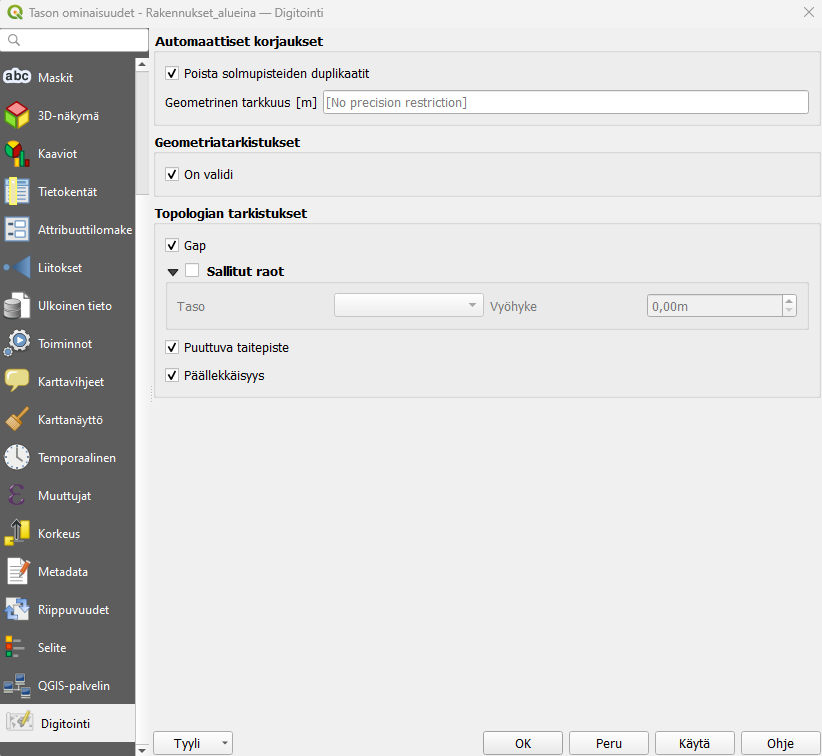 Tason ominaisuudet - Rakennukset_alueina — Digitointi
abc Maskit
3D-näkymä
Kaaviot
Tietokentät
Attribuuttilomake
Liitokset
Ulkoinen tieto
Toiminnot
Karttavihjeet
Karttanäyttö
Temporaalinen
Muuttujat
Korkeus
Metadata
Riippuvuudet
Selite
QGIS-palvelin
Digitointi
Automaattiset korjaukset
Poista solmupisteiden duplikaatit
Geometrinen tarkkuus [m] [No precision restriction]
Geometriatarkistukset
On validi
Topologian tarkistukset
Gap
Sallitut raot
Taso Vyöhyke 0,00m
Puuttuva taitepiste
Päällekkäisyys
Tyyli OK Peru Käytä Ohje